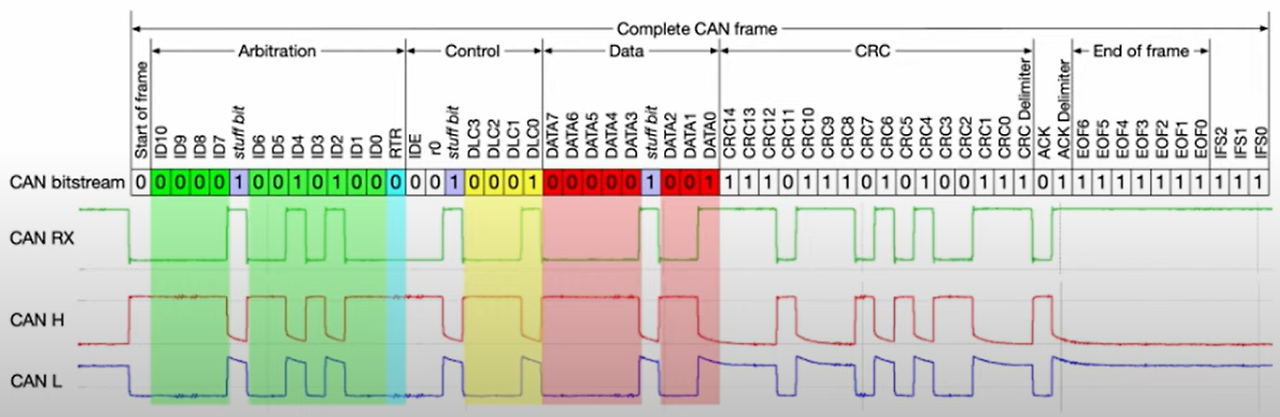 Complete CAN frame
Arbitration Control Data CRC End of frame
Start of frame ID10 ID9 ID8 ID7 stuff bit ID6 ID5 ID4 ID3 ID2 ID1 ID0 RTR IDE r0 stuff bit DLC3 DLC2 DLC1 DLC0 DATA7 DATA6 DATA5 DATA4 DATA3 stuff bit DATA2 DATA1 DATA0 CRC14 CRC13 CRC12 CRC11 CRC10 CRC9 CRC8 CRC7 CRC6 CRC5 CRC4 CRC3 CRC2 CRC1 CRC0 CRC Delimiter ACK ACK Delimiter EOF6 EOF5 EOF4 EOF3 EOF2 EOF1 EOF0 IFS2 IFS1 IFS0
CAN bitstream 0 0 0 0 0 1 0 0 1 0 1 0 0 0 0 0 1 0 0 0 1 0 0 0 0 0 1 0 0 1 1 1 1 0 1 1 1 0 1 0 1 0 0 1 1 1 0 1 1 1 1 1 1 1 1 1 1 1
CAN RX
CAN H
CAN L